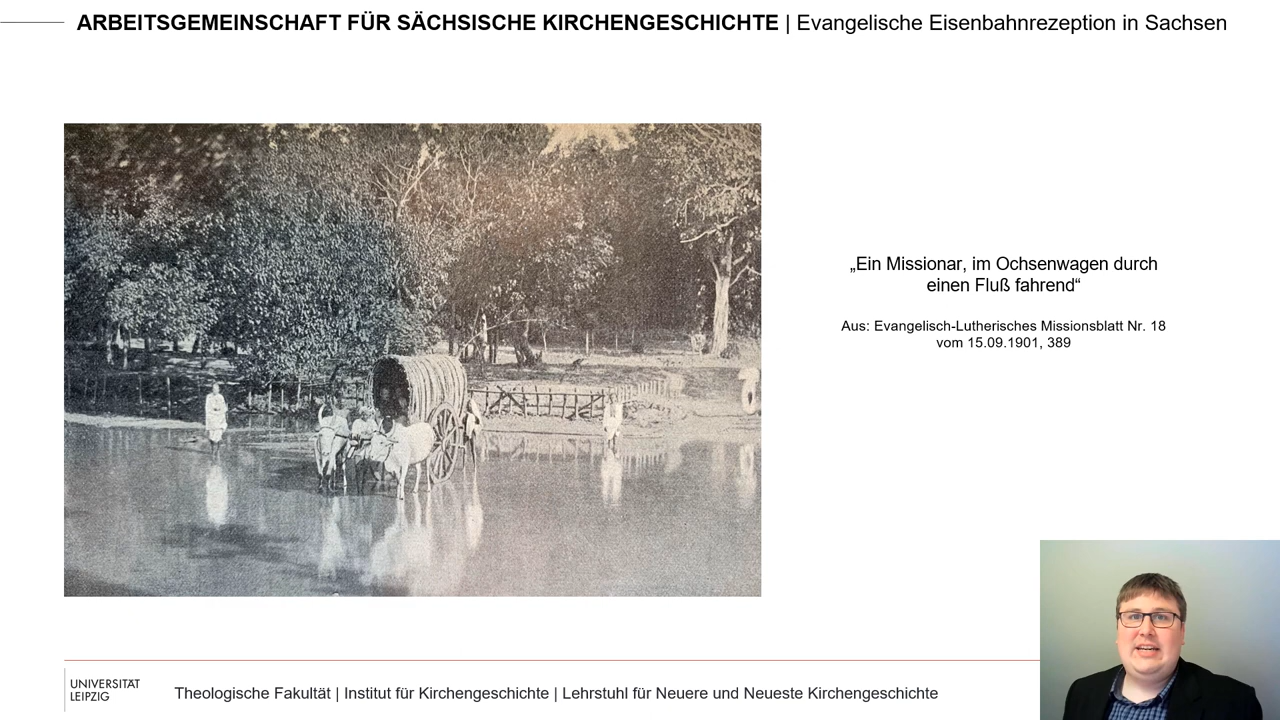 ARBEITSGEMEINSCHAFT FÜR SÄCHSISCHE KIRCHENGESCHICHTE | Evangelische Eisenbahnrezeption in Sachsen
„Ein Missionar, im Ochsenwagen durch
einen Fluß fahrend“
Aus: Evangelisch-Lutherisches Missionsblatt Nr. 18
vom 15.09.1901, 389
UNIVERSITÄT
LEIPZIG
Theologische Fakultät | Institut für Kirchengeschichte | Lehrstuhl für Neuere und Neueste Kirchengeschichte